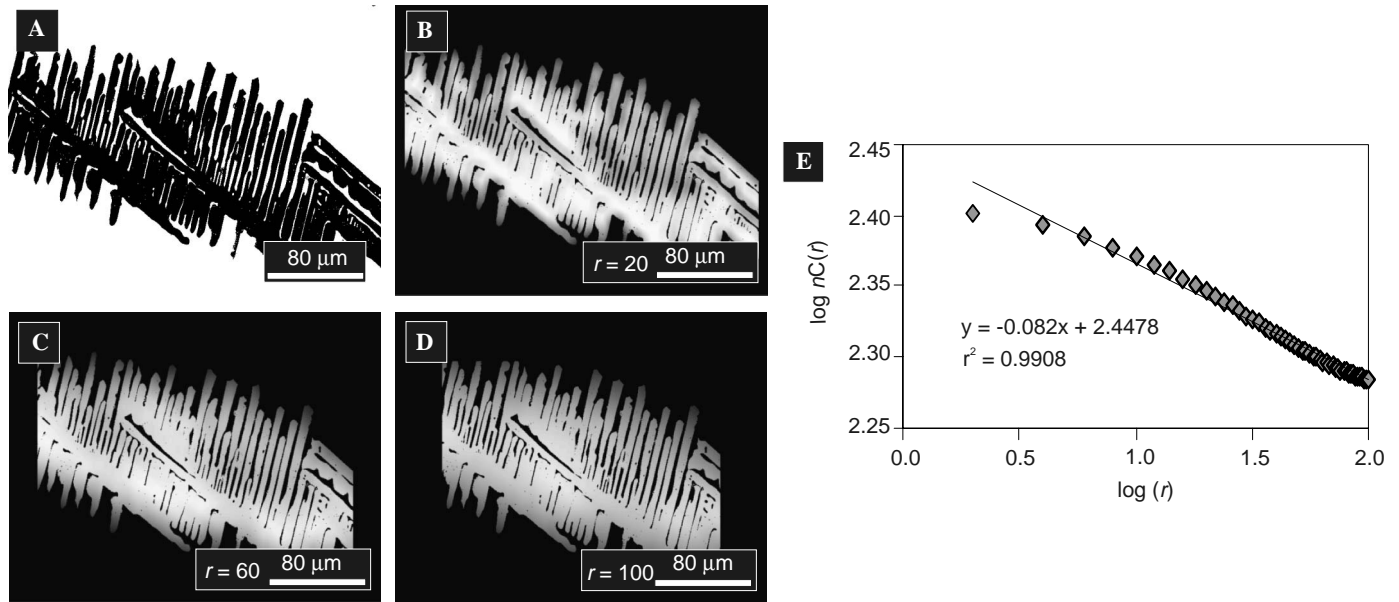 A
80 μm
B
r = 20
80 μm
C
r = 60
80 μm
D
r = 100
80 μm
E
2.45
2.40
2.35
2.30
2.25
log nC(r)
y = -0.082x + 2.4478
r² = 0.9908
0.0 0.5 1.0 1.5 2.0
log (r)